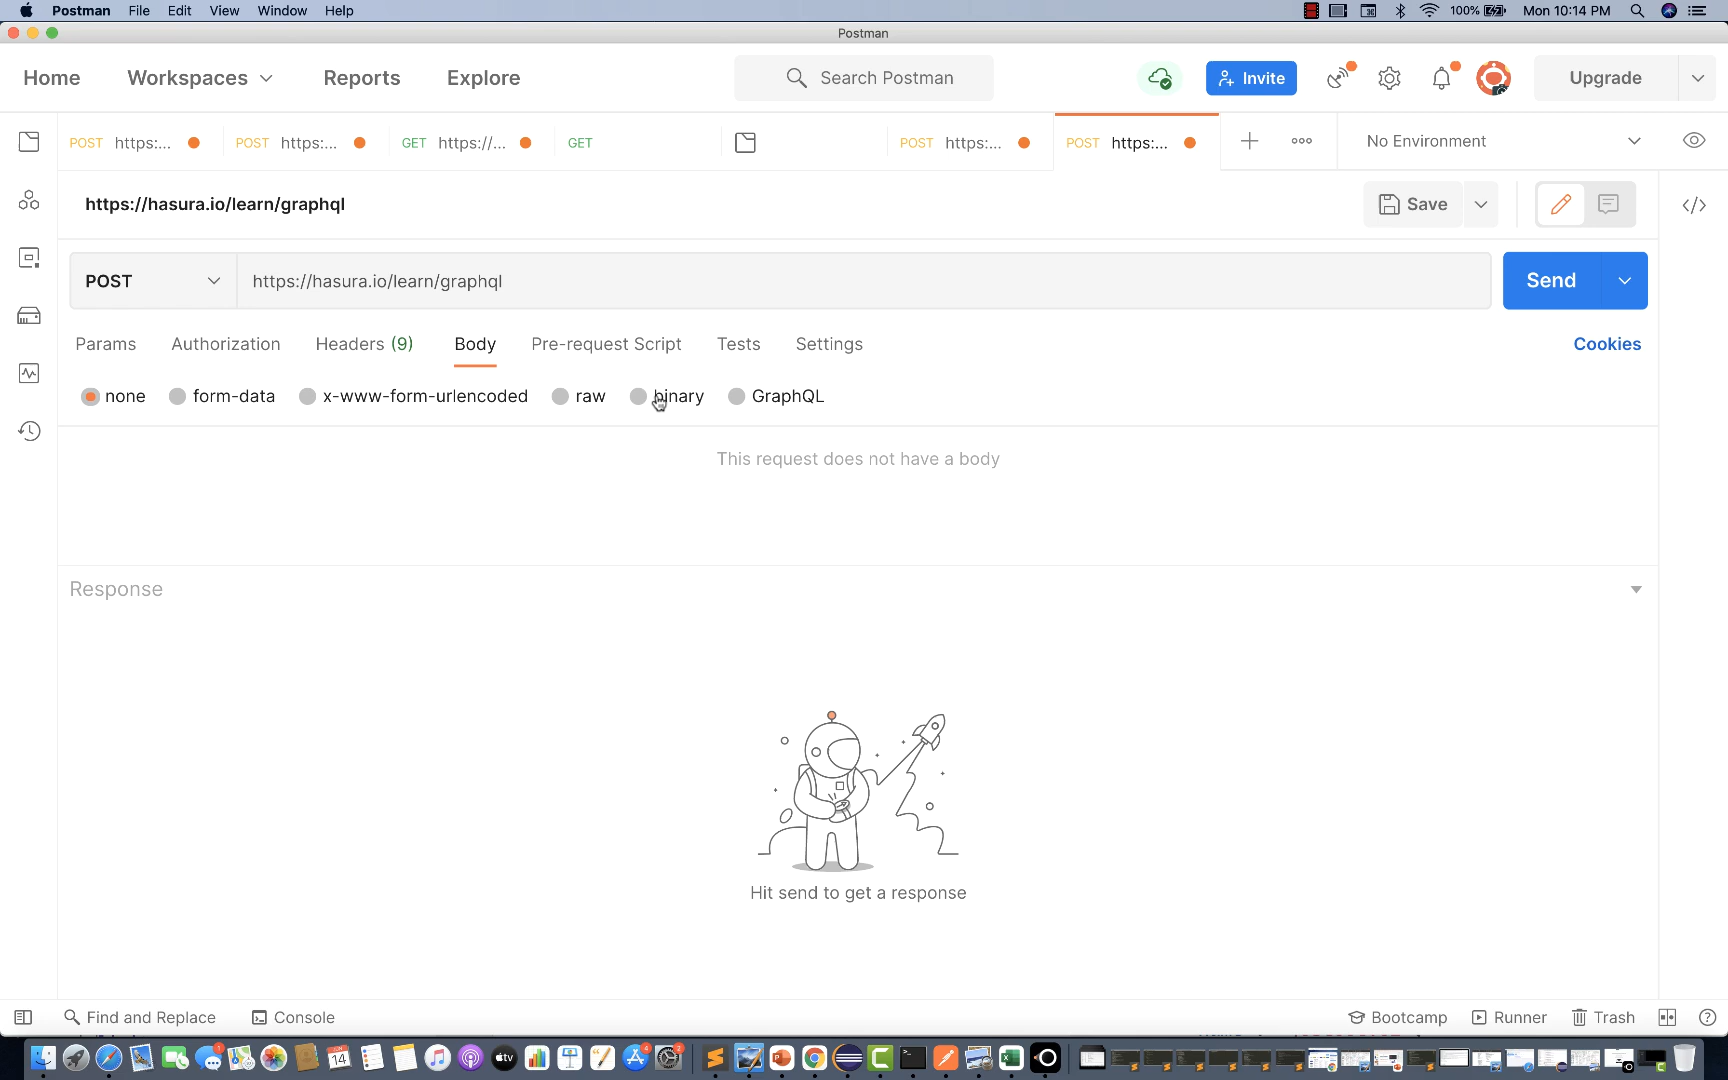 Postman File Edit View Window Help 100% Mon 10:14 PM
Postman
Home Workspaces Reports Explore Search Postman Invite Upgrade
POST https:... POST https:... GET https://... GET POST https:... POST https:... No Environment
https://hasura.io/learn/graphql Save
POST https://hasura.io/learn/graphql Send
Params Authorization Headers (9) Body Pre-request Script Tests Settings Cookies
none form-data x-www-form-urlencoded raw binary GraphQL
This request does not have a body
Response
Hit send to get a response
Find and Replace Console Bootcamp Runner Trash